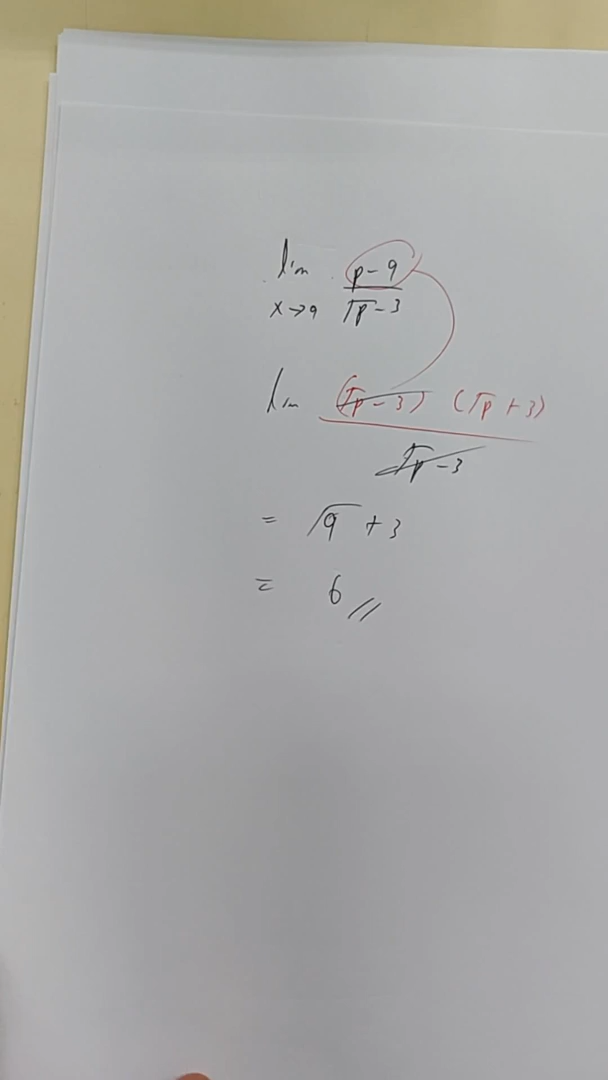 lim p-9
x→9 √p-3
lim (√p-3) (√p+3)
√p-3
= √9 + 3
= 6 //